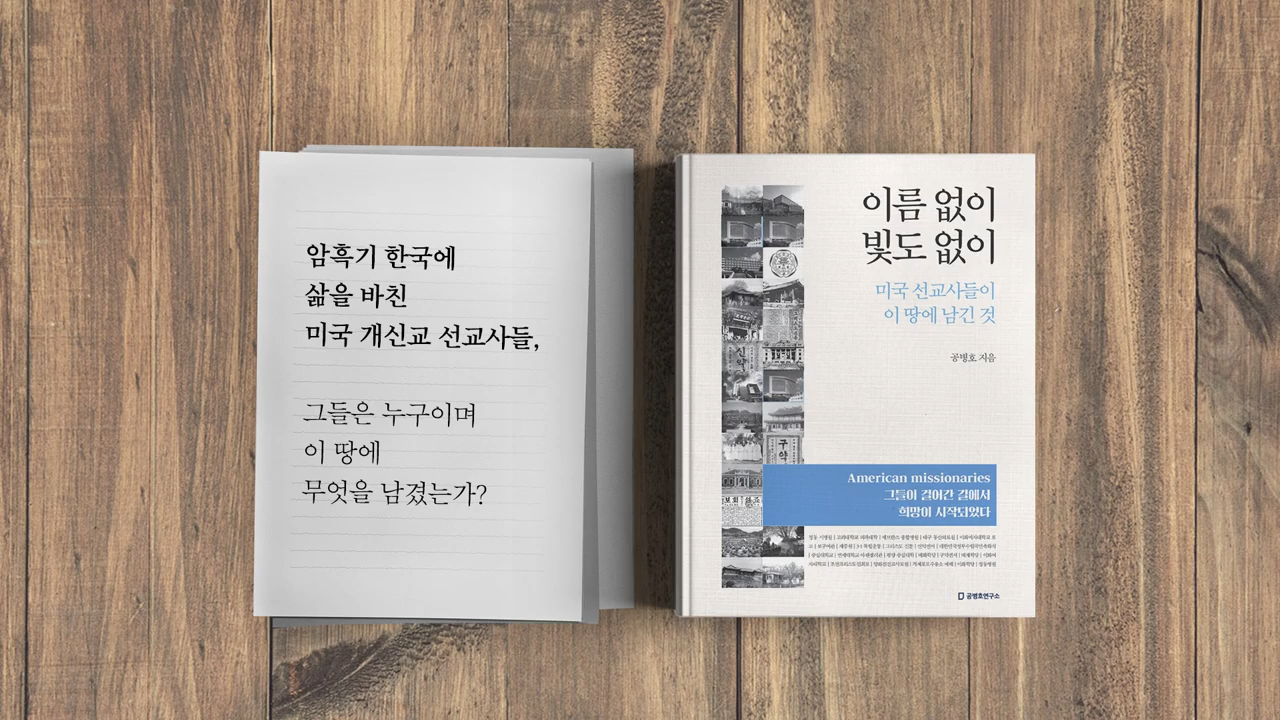 암흑기 한국에
삶을 바친
미국 개신교 선교사들,
그들은 누구이며
이 땅에
무엇을 남겼는가?
이름 없이
빛도 없이
미국 선교사들이
이 땅에 남긴 것
공병호 지음
신약
구약
American missionaries
그들이 걸어간 길에서
희망이 시작되었다
공병호연구소